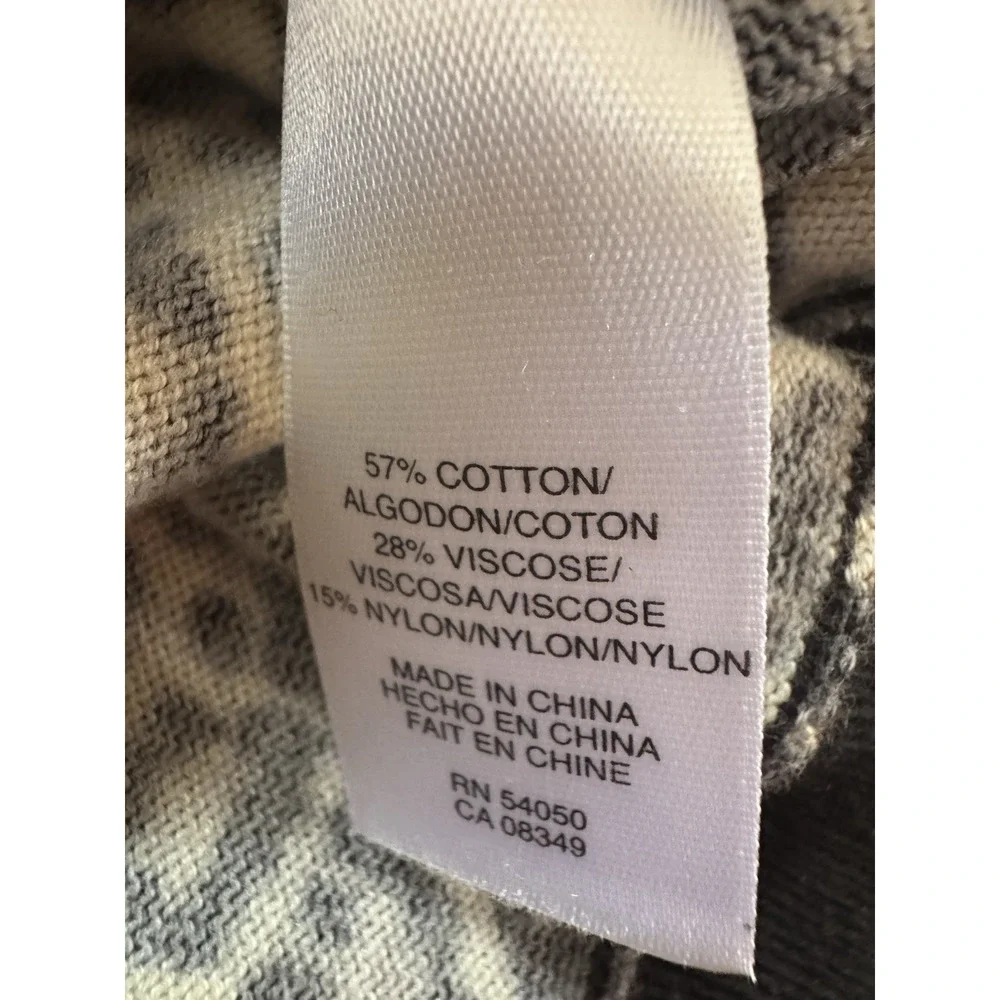 57% COTTON/
ALGODON/COTON
28% VISCOSE/
VISCOSA/VISCOSE
15% NYLON/NYLON/NYLON
MADE IN CHINA
HECHO EN CHINA
FAIT EN CHINE
RN 54050
CA 08349